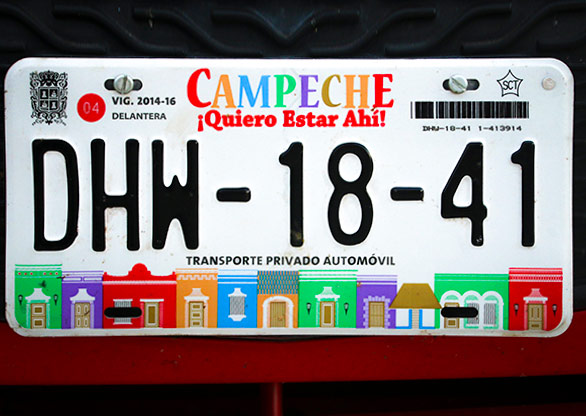 CAMPECHE
¡Quiero Estar Ahí!
04
VIG. 2014-16
DELANTERA
SCT
DHW-18-41 1-413914
DHW-18-41
TRANSPORTE PRIVADO AUTOMÓVIL